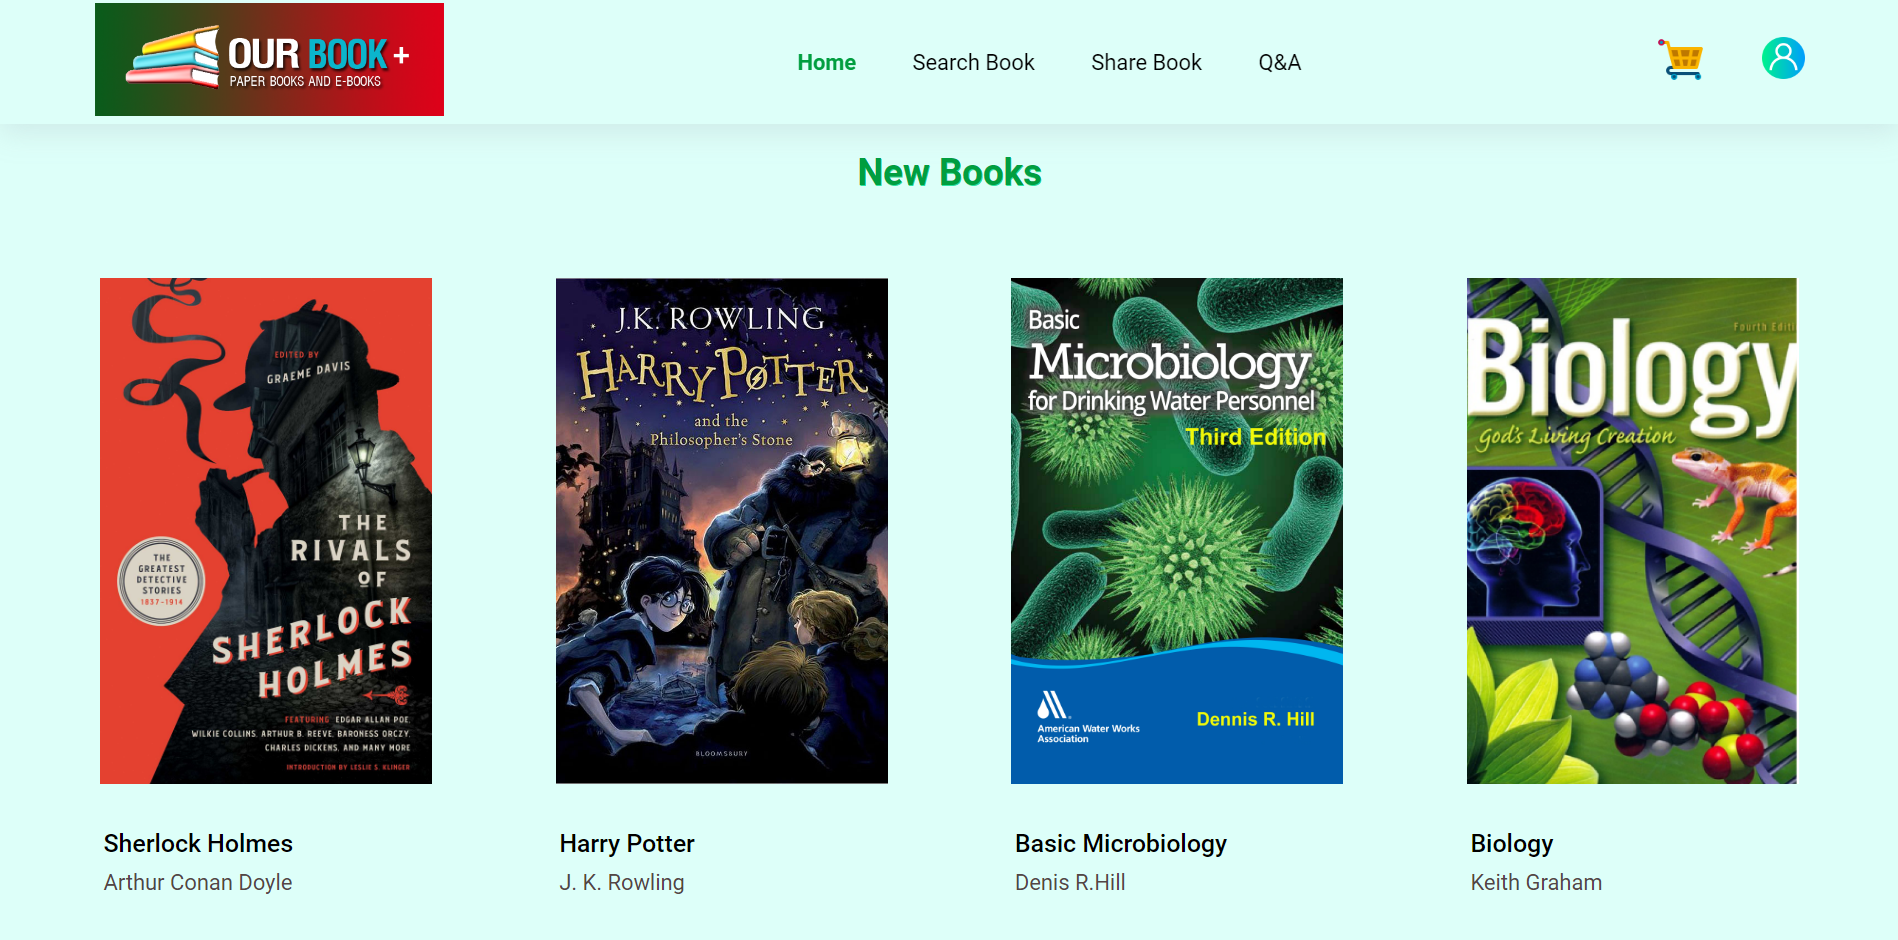 OUR BOOK +
PAPER BOOKS AND E-BOOKS
Home
Search Book
Share Book
Q&A
New Books
EDITED BY
GRAEME DAVIS
THE
RIVALS
OF
SHERLOCK
HOLMES
THE
GREATEST
DETECTIVE
STORIES
1837-1914
FEATURING EDGAR ALLAN POE,
WILKIE COLLINS, ARTHUR B. REEVE, BARONESS ORCZY,
CHARLES DICKENS, AND MANY MORE
INTRODUCTION BY LESLIE S. KLINGER
J.K. ROWLING
HARRY POTTER
and the
Philosopher's Stone
BLOOMSBURY
Basic
Microbiology
for Drinking Water Personnel
Third Edition
American Water Works
Association
Dennis R. Hill
Fourth Editi
Biology
God's Living Creation
Sherlock Holmes
Arthur Conan Doyle
Harry Potter
J. K. Rowling
Basic Microbiology
Denis R.Hill
Biology
Keith Graham